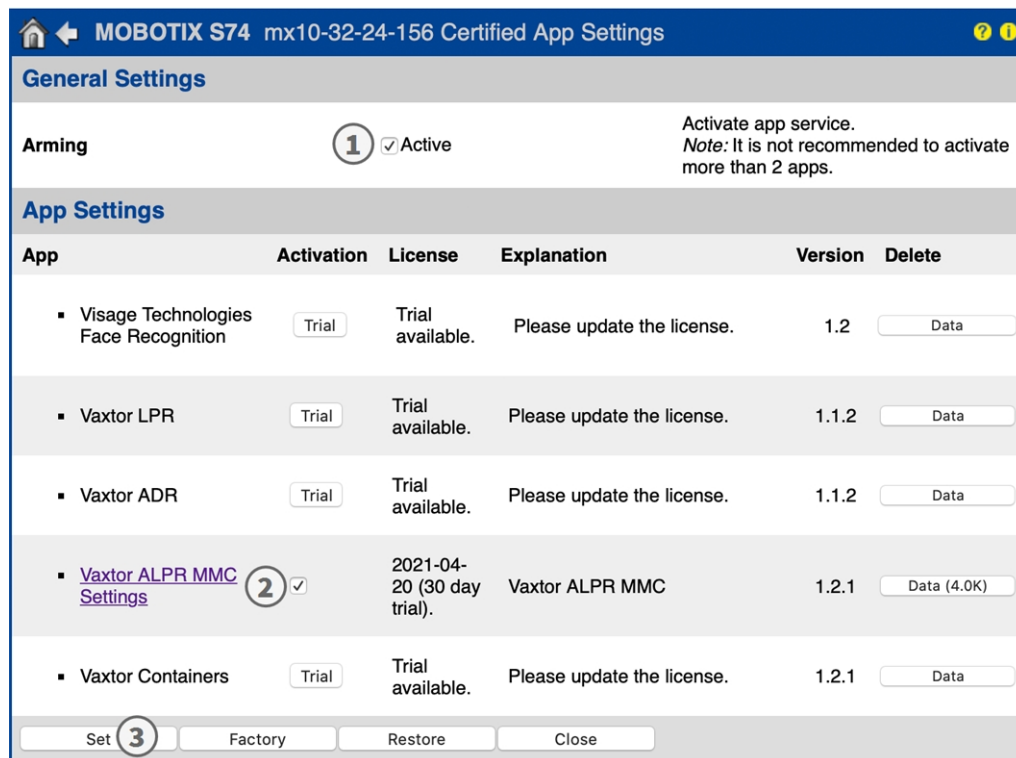 MOBOTIX S74 mx10-32-24-156 Certified App Settings ? i
General Settings
Arming 1 Active
Activate app service.
Note: It is not recommended to activate
more than 2 apps.
App Settings
App Activation License Explanation Version Delete
Visage Technologies
Face Recognition
Trial
Trial
available.
Please update the license.
1.2
Data
Vaxtor LPR
Trial
Trial
available.
Please update the license.
1.1.2
Data
Vaxtor ADR
Trial
Trial
available.
Please update the license.
1.1.2
Data
Vaxtor ALPR MMC
Settings
2
2021-04-
20 (30 day
trial).
Vaxtor ALPR MMC
1.2.1
Data (4.0K)
Vaxtor Containers
Trial
Trial
available.
Please update the license.
1.2.1
Data
Set 3 Factory Restore Close